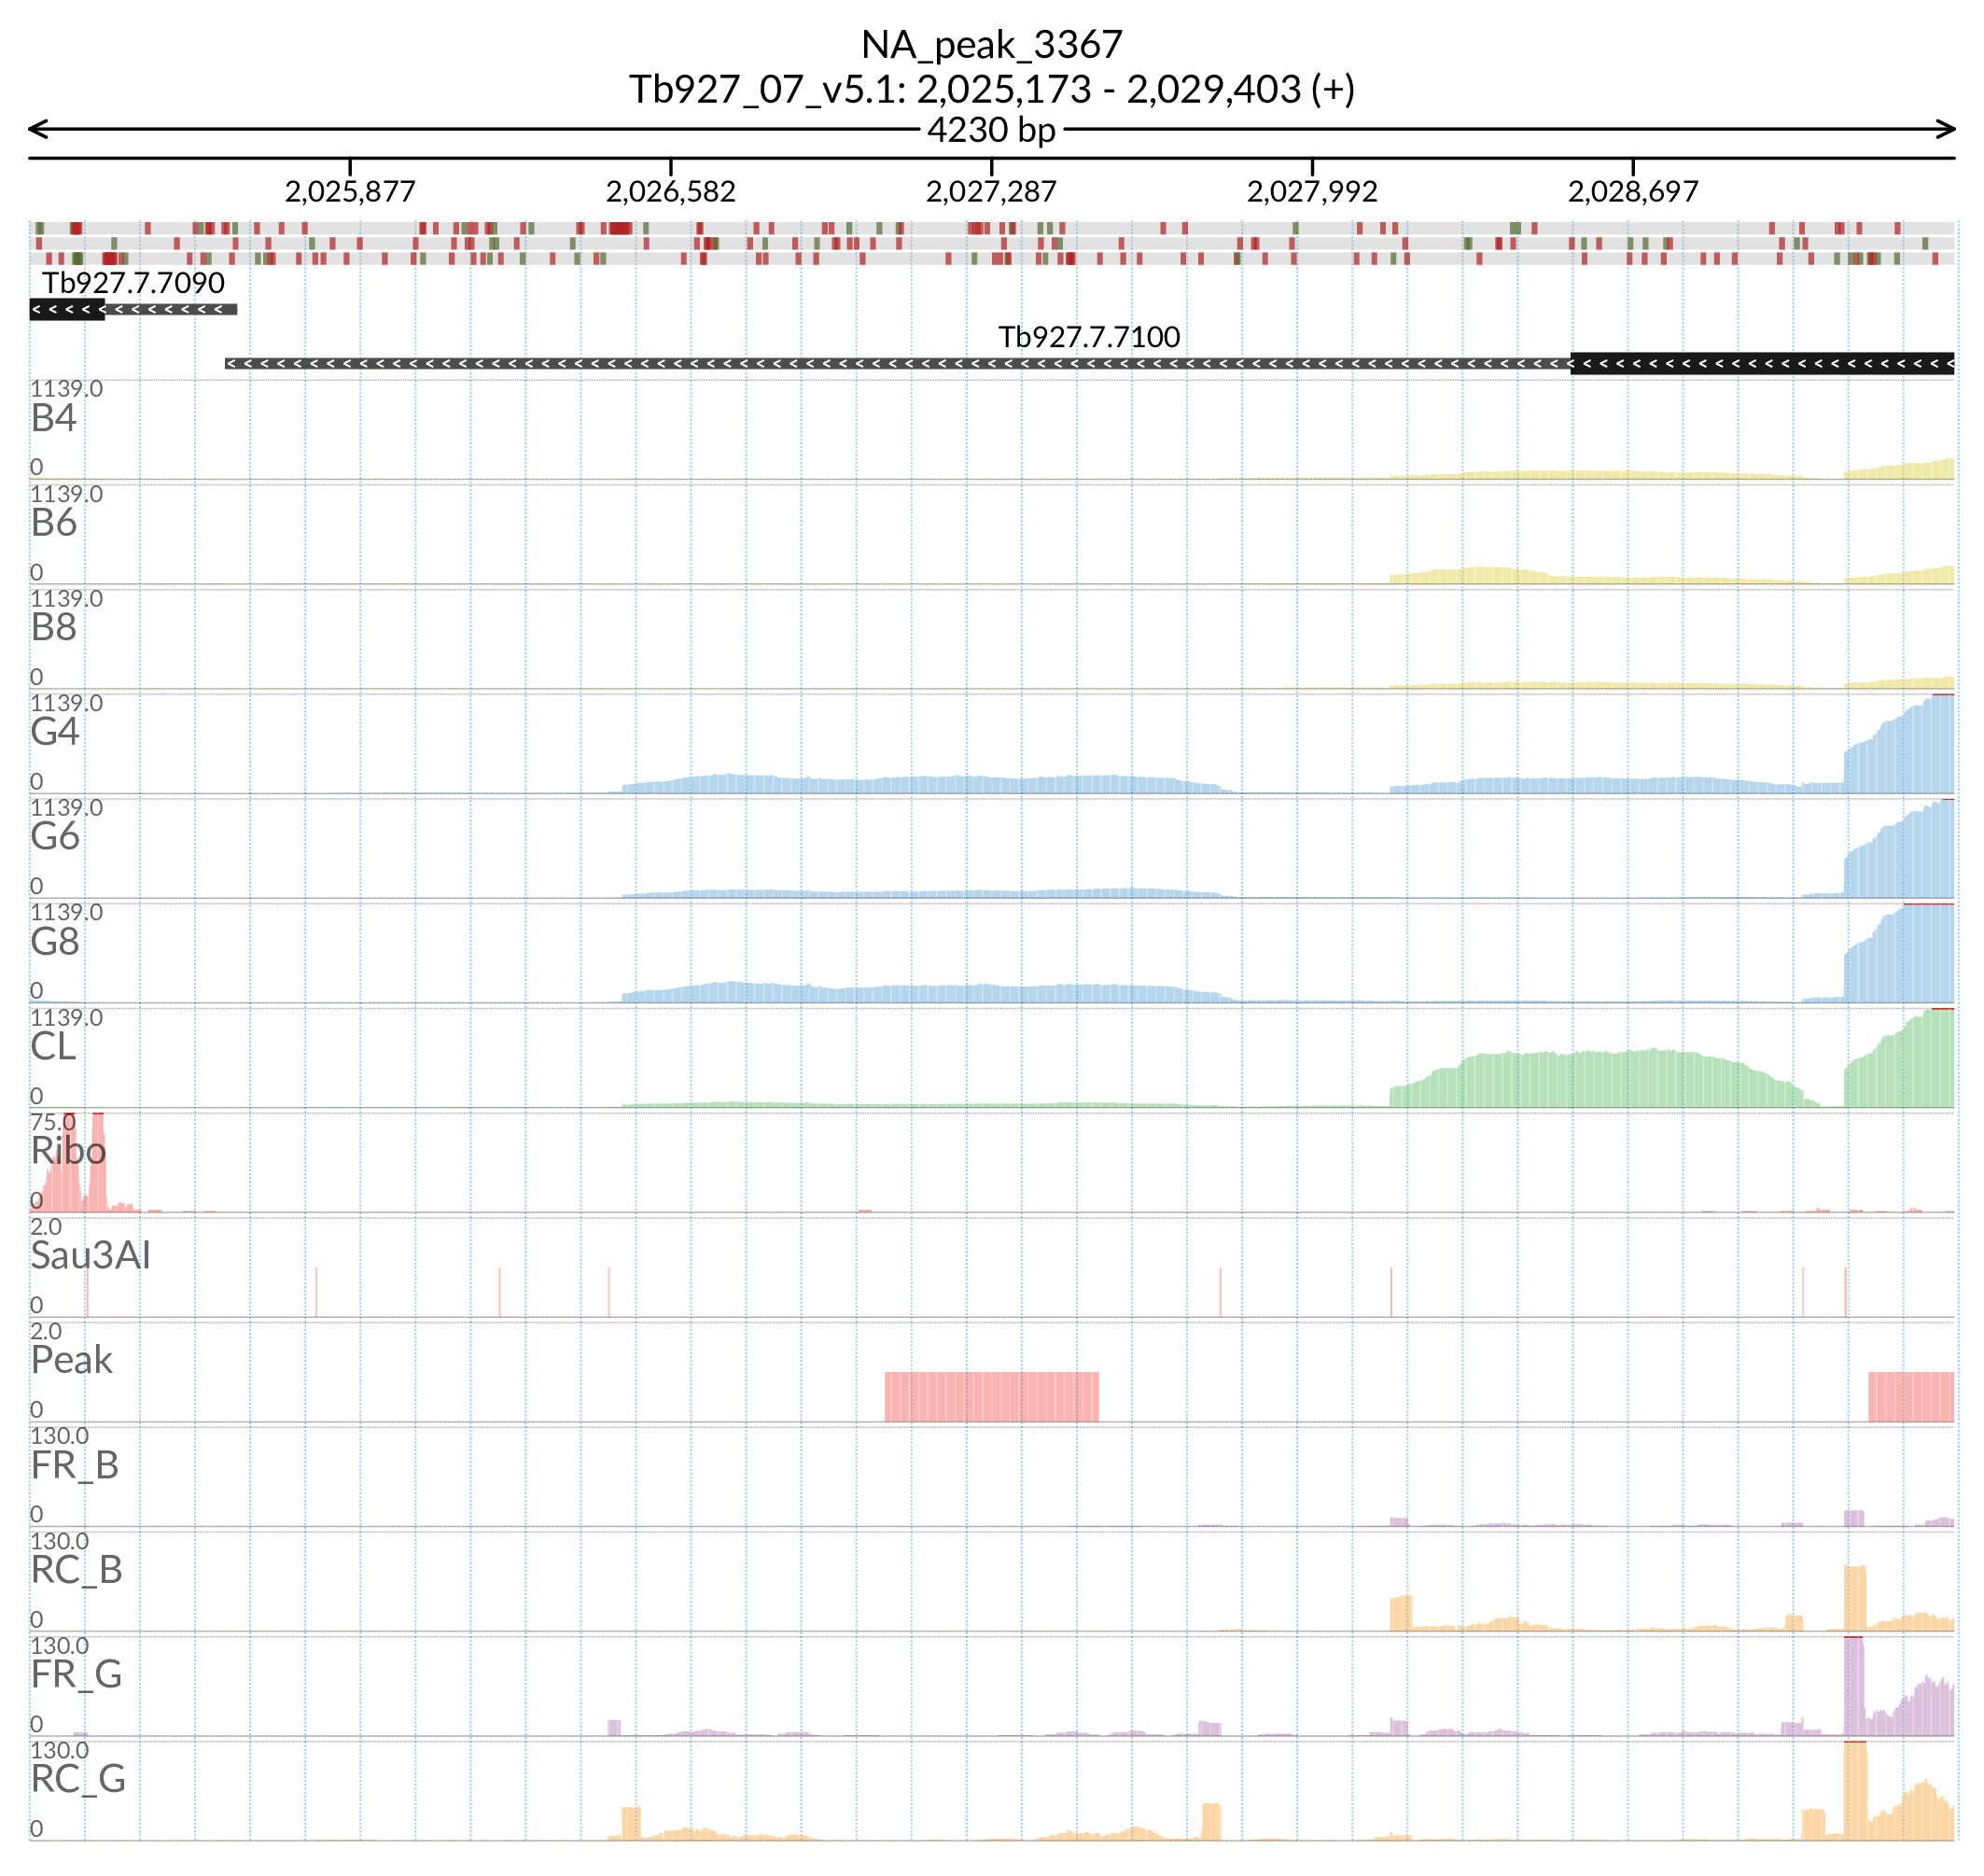 NA_peak_3367
Tb927_07_v5.1: 2,025,173 - 2,029,403 (+)
4230 bp
2,025,877 2,026,582 2,027,287 2,027,992 2,028,697
Tb927.7.7090
Tb927.7.7100
1139.0
B4
0
1139.0
B6
0
1139.0
B8
0
1139.0
G4
0
1139.0
G6
0
1139.0
G8
0
1139.0
CL
0
75.0
Ribo
0
2.0
Sau3AI
0
2.0
Peak
0
130.0
FR_B
0
130.0
RC_B
0
130.0
FR_G
0
130.0
RC_G
0